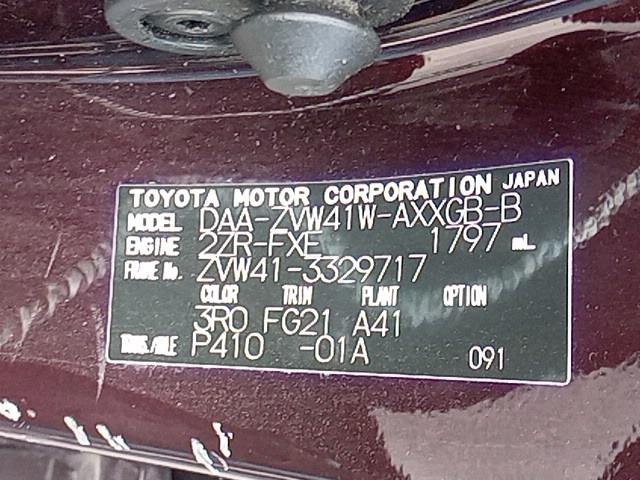 TOYOTA MOTOR CORPORATION JAPAN
MODEL DAA-ZVW41W-AXXGB-B
ENGINE 2ZR-FXE 1797 mL
FRAME No. ZVW41-3329717
COLOR TRIM PLANT OPTION
3R0 FG21 A41
TRANS./AXLE P410 -01A 091